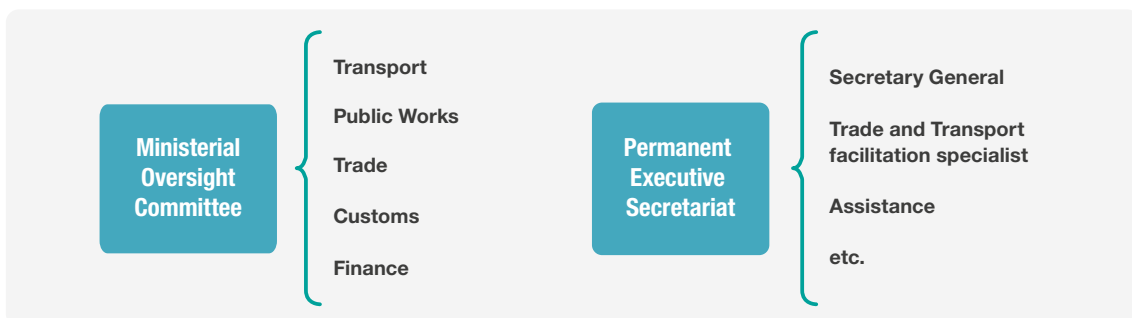 Ministerial
Oversight
Committee
Transport
Public Works
Trade
Customs
Finance
Permanent
Executive
Secretariat
Secretary General
Trade and Transport
facilitation specialist
Assistance
etc.